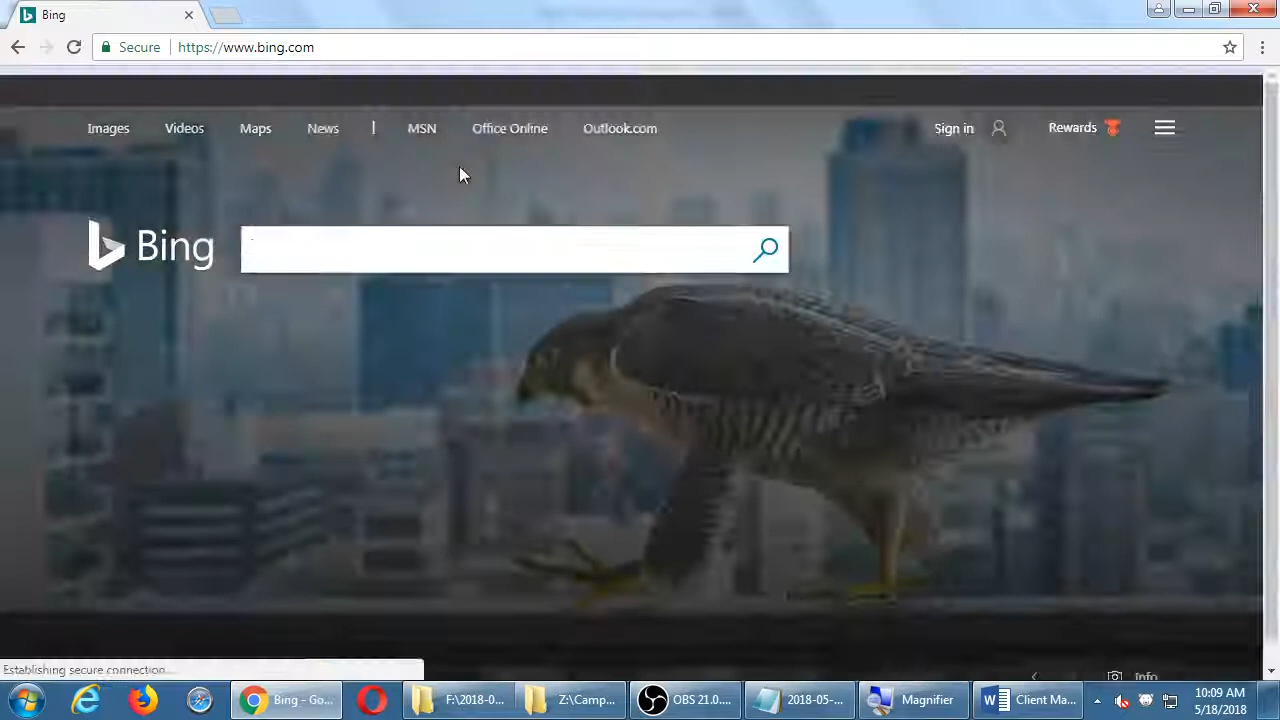 Bing
Secure https://www.bing.com
Images Videos Maps News | MSN Office Online Outlook.com Sign in Rewards
Bing
Info
Establishing secure connection...
Bing - Go... F:\2018-0... Z:\Camp... OBS 21.0.... 2018-05-... Magnifier Client Ma... 10:09 AM
5/18/2018